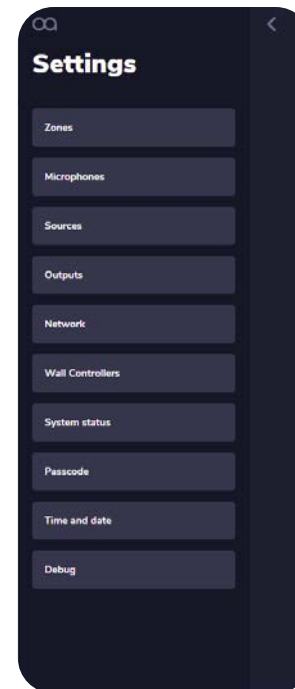 Settings
Zones
Microphones
Sources
Outputs
Network
Wall Controllers
System status
Passcode
Time and date
Debug